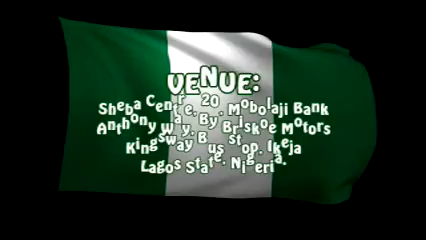 VENUE:
Sheba Centre. 20. Mobolaji Bank
Anthony Way. By. Briskoe Motors
Kingsway Bus stop. Ikeja
Lagos State. Nigeria.